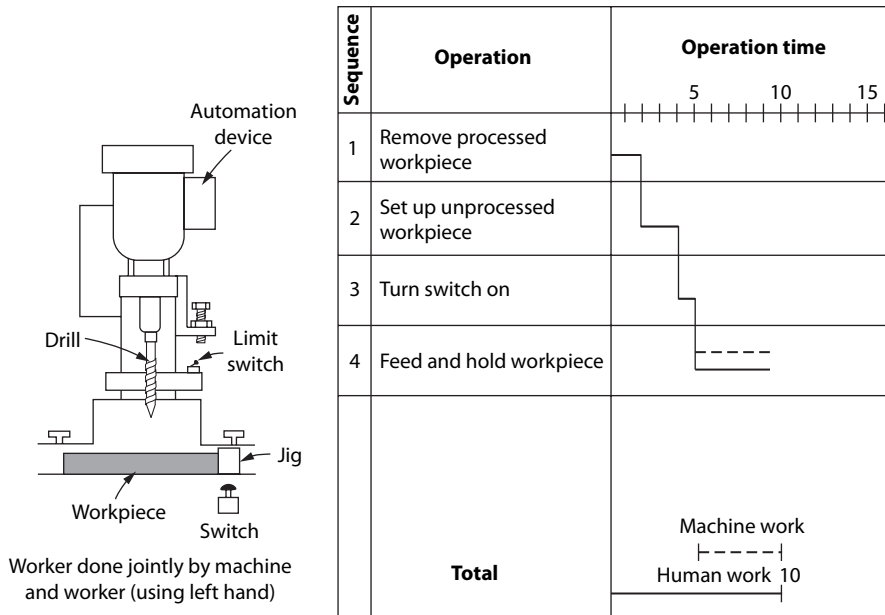 Automation
device
Drill
Limit
switch
Jig
Workpiece
Switch
Worker done jointly by machine
and worker (using left hand)
Sequence
Operation
Operation time
5 10 15
1
Remove processed
workpiece
2
Set up unprocessed
workpiece
3
Turn switch on
4
Feed and hold workpiece
Total
Machine work
Human work 10